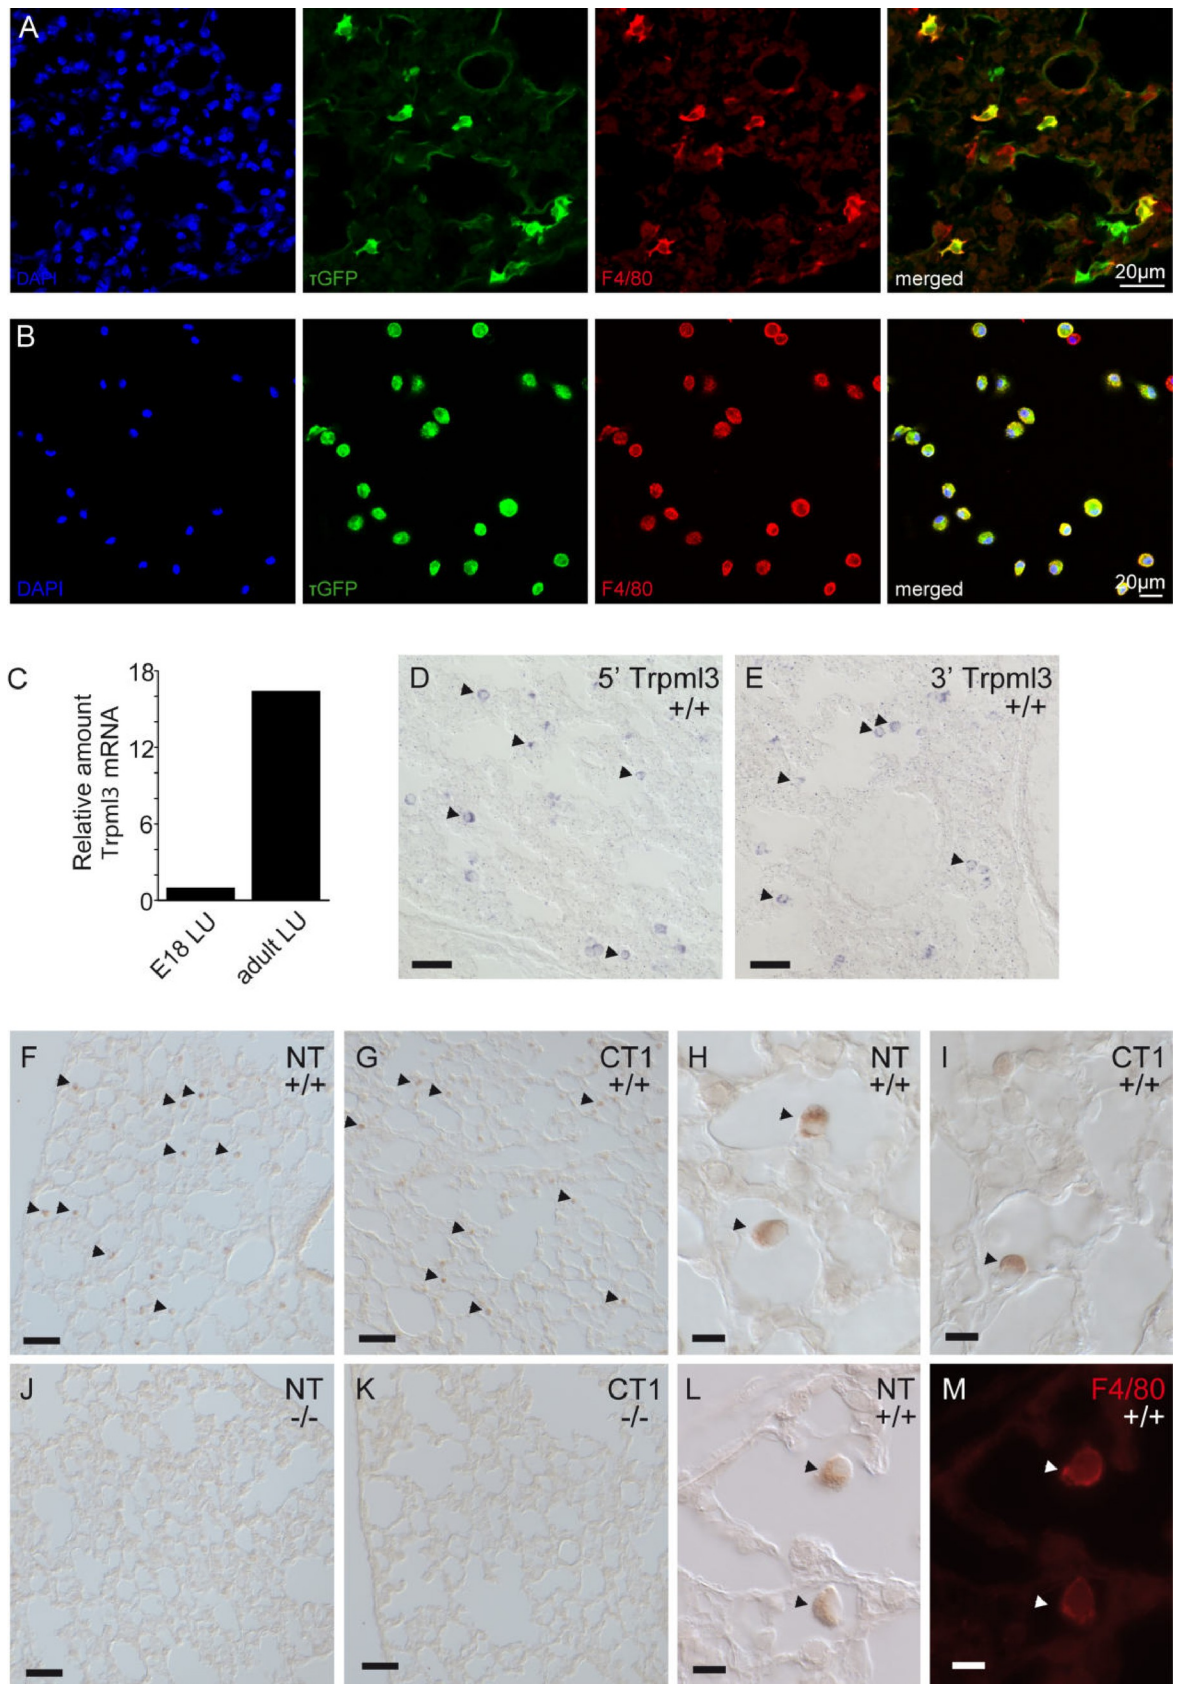 A
DAPI
τGFP
F4/80
merged
20µm
B
DAPI
τGFP
F4/80
merged
20µm
C
Relative amount
Trpml3 mRNA
18
12
6
0
E18 LU
adult LU
D
5’ Trpml3
+/+
E
3’ Trpml3
+/+
F
NT
+/+
G
CT1
+/+
H
NT
+/+
I
CT1
+/+
J
NT
-/-
K
CT1
-/-
L
NT
+/+
M
F4/80
+/+